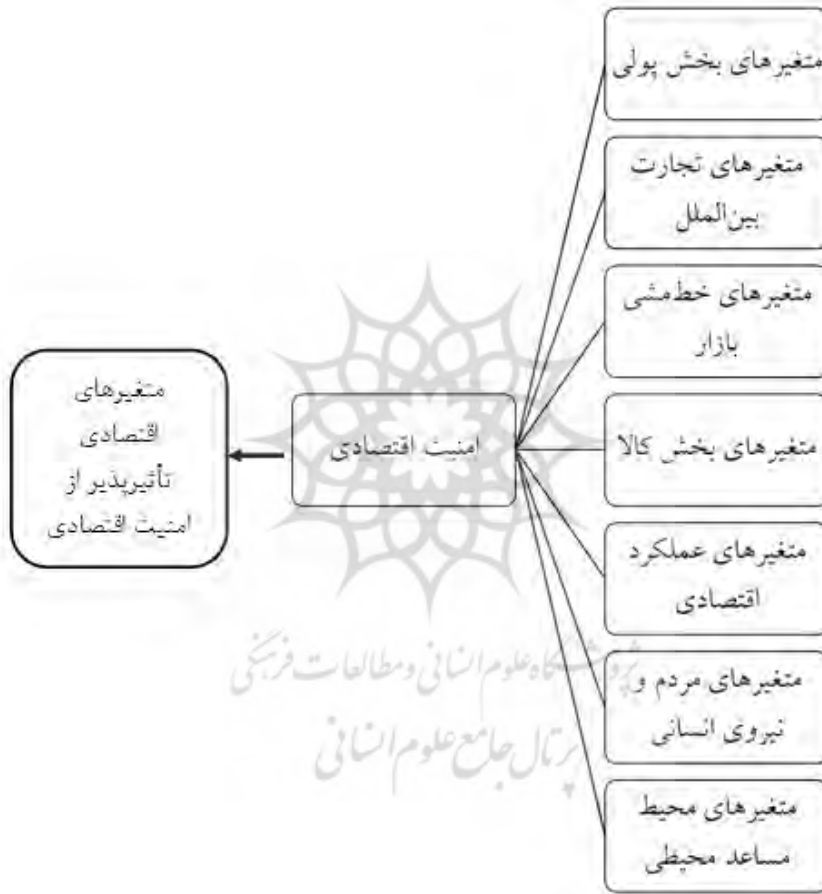 متغیرهای بخش پولی
متغیرهای تجارت
بین‌الملل
متغیرهای خط‌مشی
بازار
متغیرهای بخش کالا
متغیرهای عملکرد
اقتصادی
متغیرهای مردم و
نیروی انسانی
متغیرهای محیط
مساعد محیطی
امنیت اقتصادی
متغیرهای
اقتصادی
تأثیرپذیر از
امنیت اقتصادی
پژوهشگاه علوم انسانی و مطالعات فرهنگی
پرتال جامع علوم انسانی